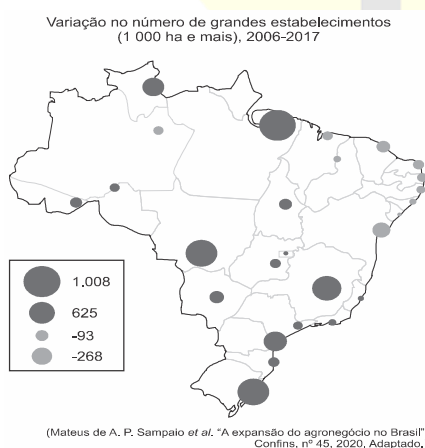 Variação no número de grandes estabelecimentos
(1 000 ha e mais), 2006-2017
1.008
625
-93
-268
(Mateus de A. P. Sampaio et al. “A expansão do agronegócio no Brasil”
Confins, nº 45, 2020, Adaptado.